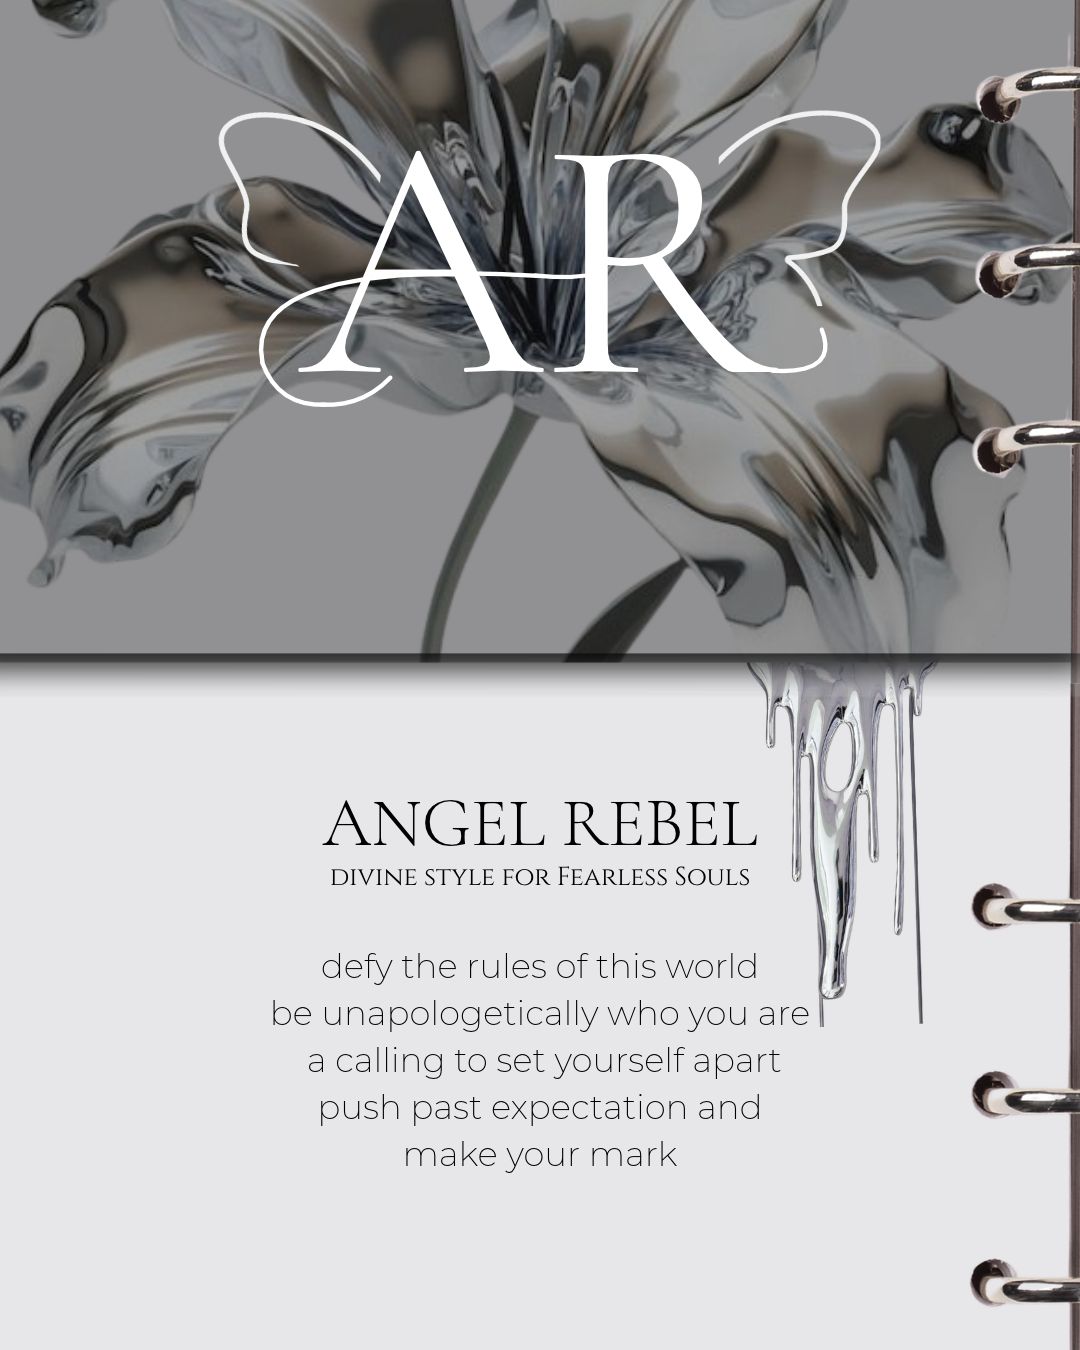 AR
ANGEL REBEL
DIVINE STYLE FOR FEARLESS SOULS
defy the rules of this world
be unapologetically who you are
a calling to set yourself apart
push past expectation and
make your mark